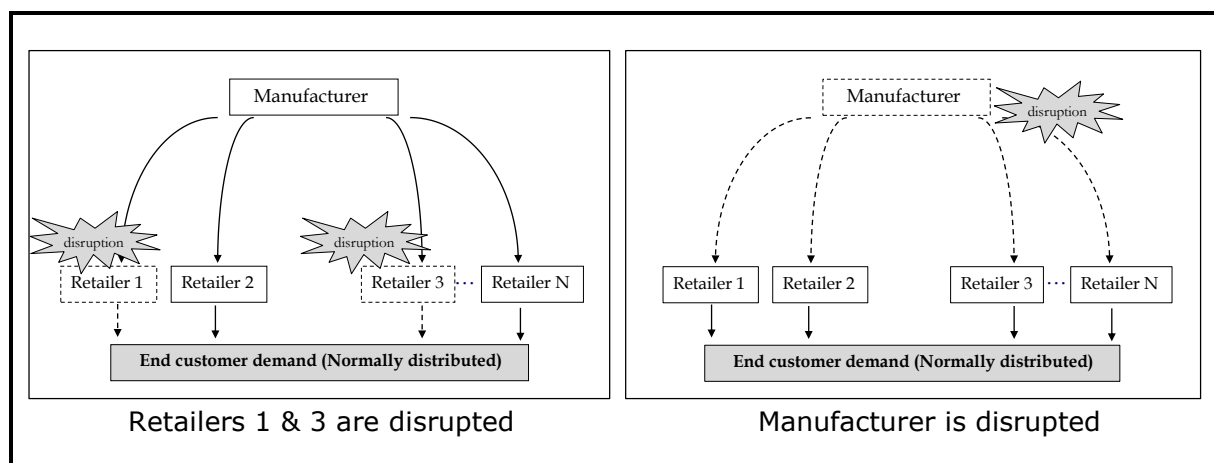 Manufacturer
disruption
disruption
Retailer 1
Retailer 2
Retailer 3
...
Retailer N
End customer demand (Normally distributed)
Retailers 1 & 3 are disrupted
Manufacturer
disruption
Retailer 1
Retailer 2
Retailer 3
...
Retailer N
End customer demand (Normally distributed)
Manufacturer is disrupted